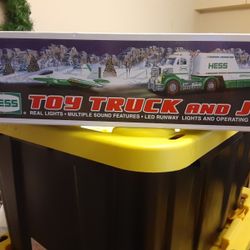 HESS
HESS
TOY TRUCK AND J
REAL LIGHTS • MULTIPLE SOUND FEATURES • LED RUNWAY LIGHTS AND OPERATING